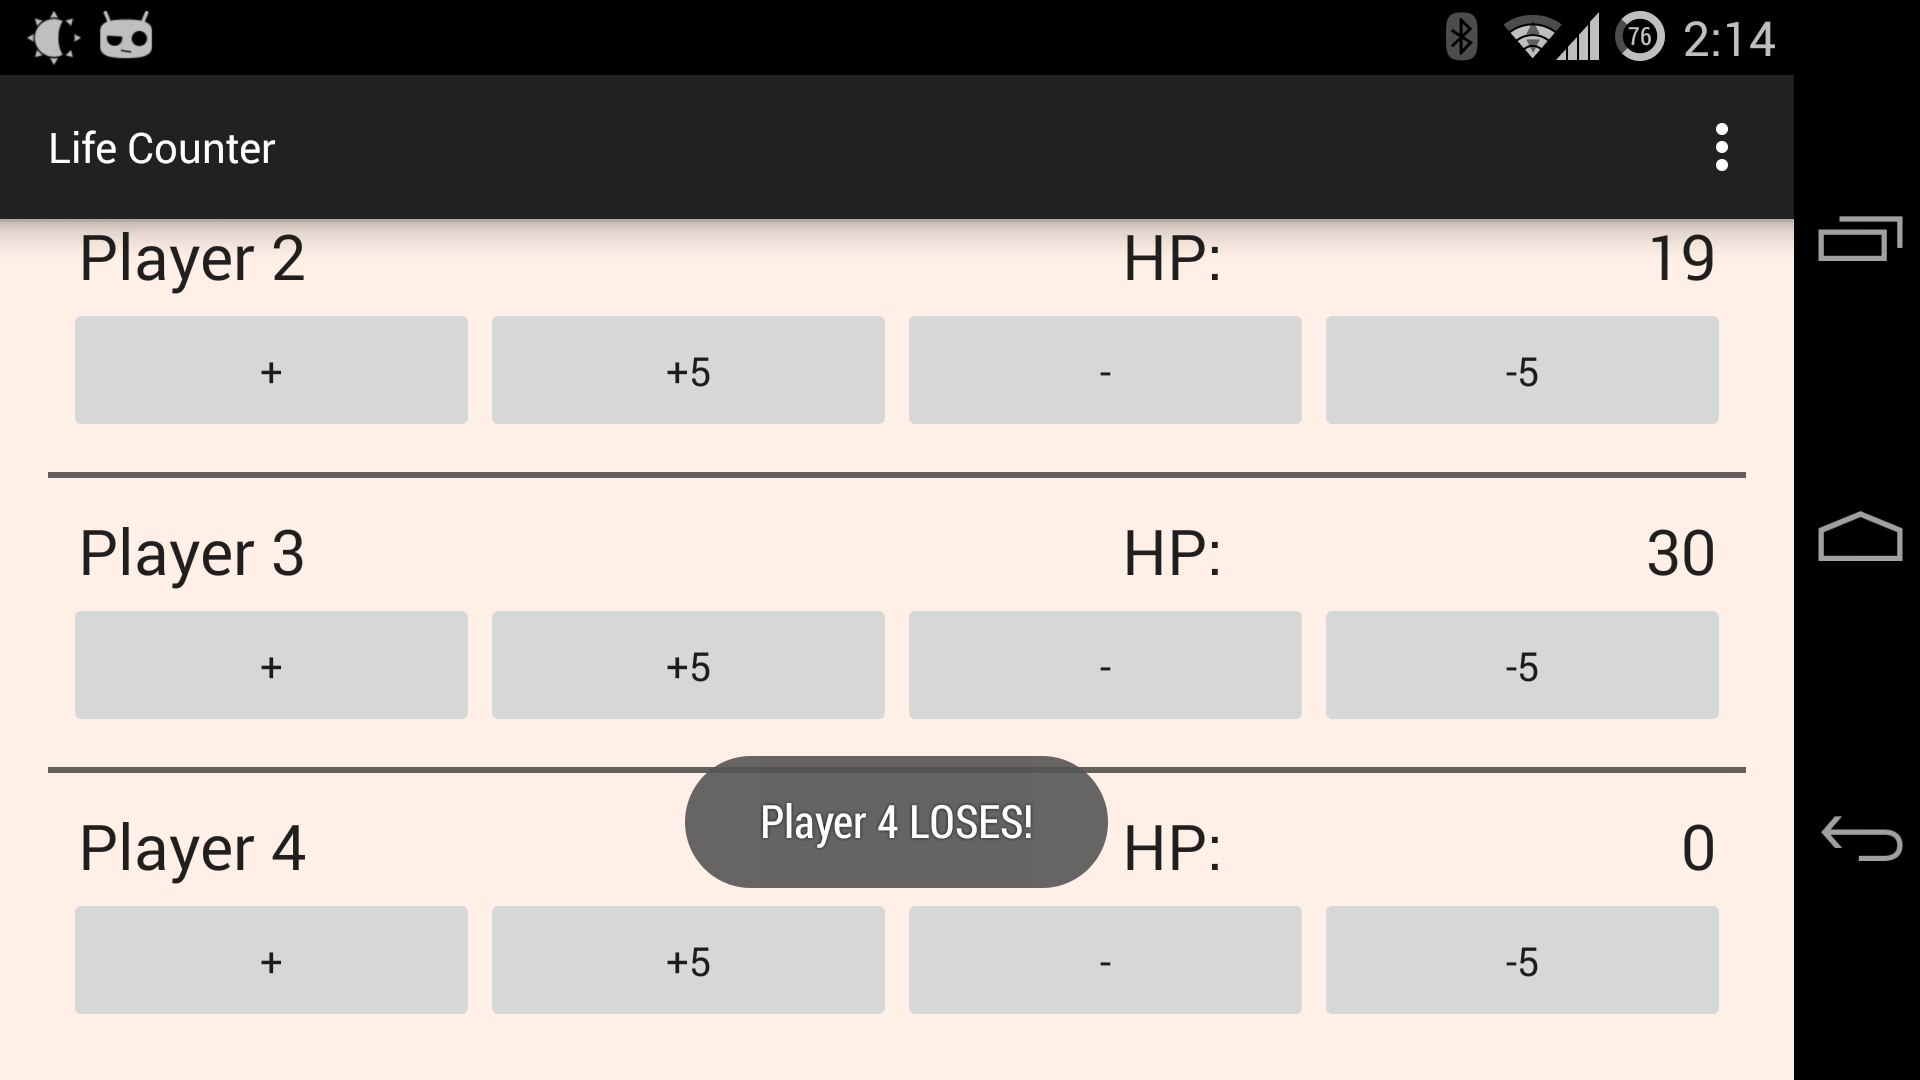 76 2:14
Life Counter
Player 2 HP: 19
+ +5 - -5
Player 3 HP: 30
+ +5 - -5
Player 4 LOSES!
Player 4 HP: 0
+ +5 - -5